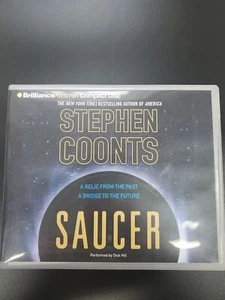 Brilliance Audio on Compact Disc
THE NEW YORK TIMES BESTSELLING AUTHOR OF AMERICA
STEPHEN
COONTS
A RELIC FROM THE PAST
A BRIDGE TO THE FUTURE
SAUCER
Performed by Dick Hill